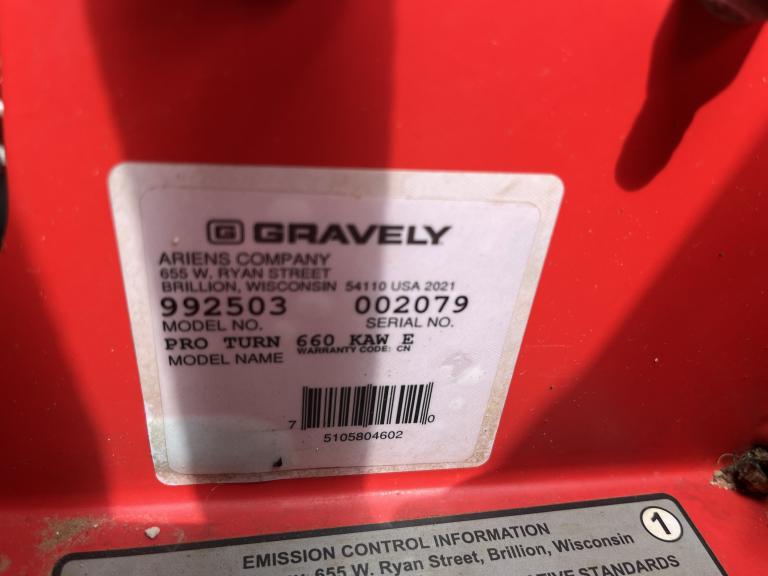 G GRAVELY
ARIENS COMPANY
655 W. RYAN STREET
BRILLION, WISCONSIN 54110 USA 2021
992503 002079
MODEL NO. SERIAL NO.
PRO TURN 660 KAW E
MODEL NAME WARRANTY CODE: CN
7 5105804602 0
EMISSION CONTROL INFORMATION 1
655 W. Ryan Street, Brillion, Wisconsin
STANDARDS